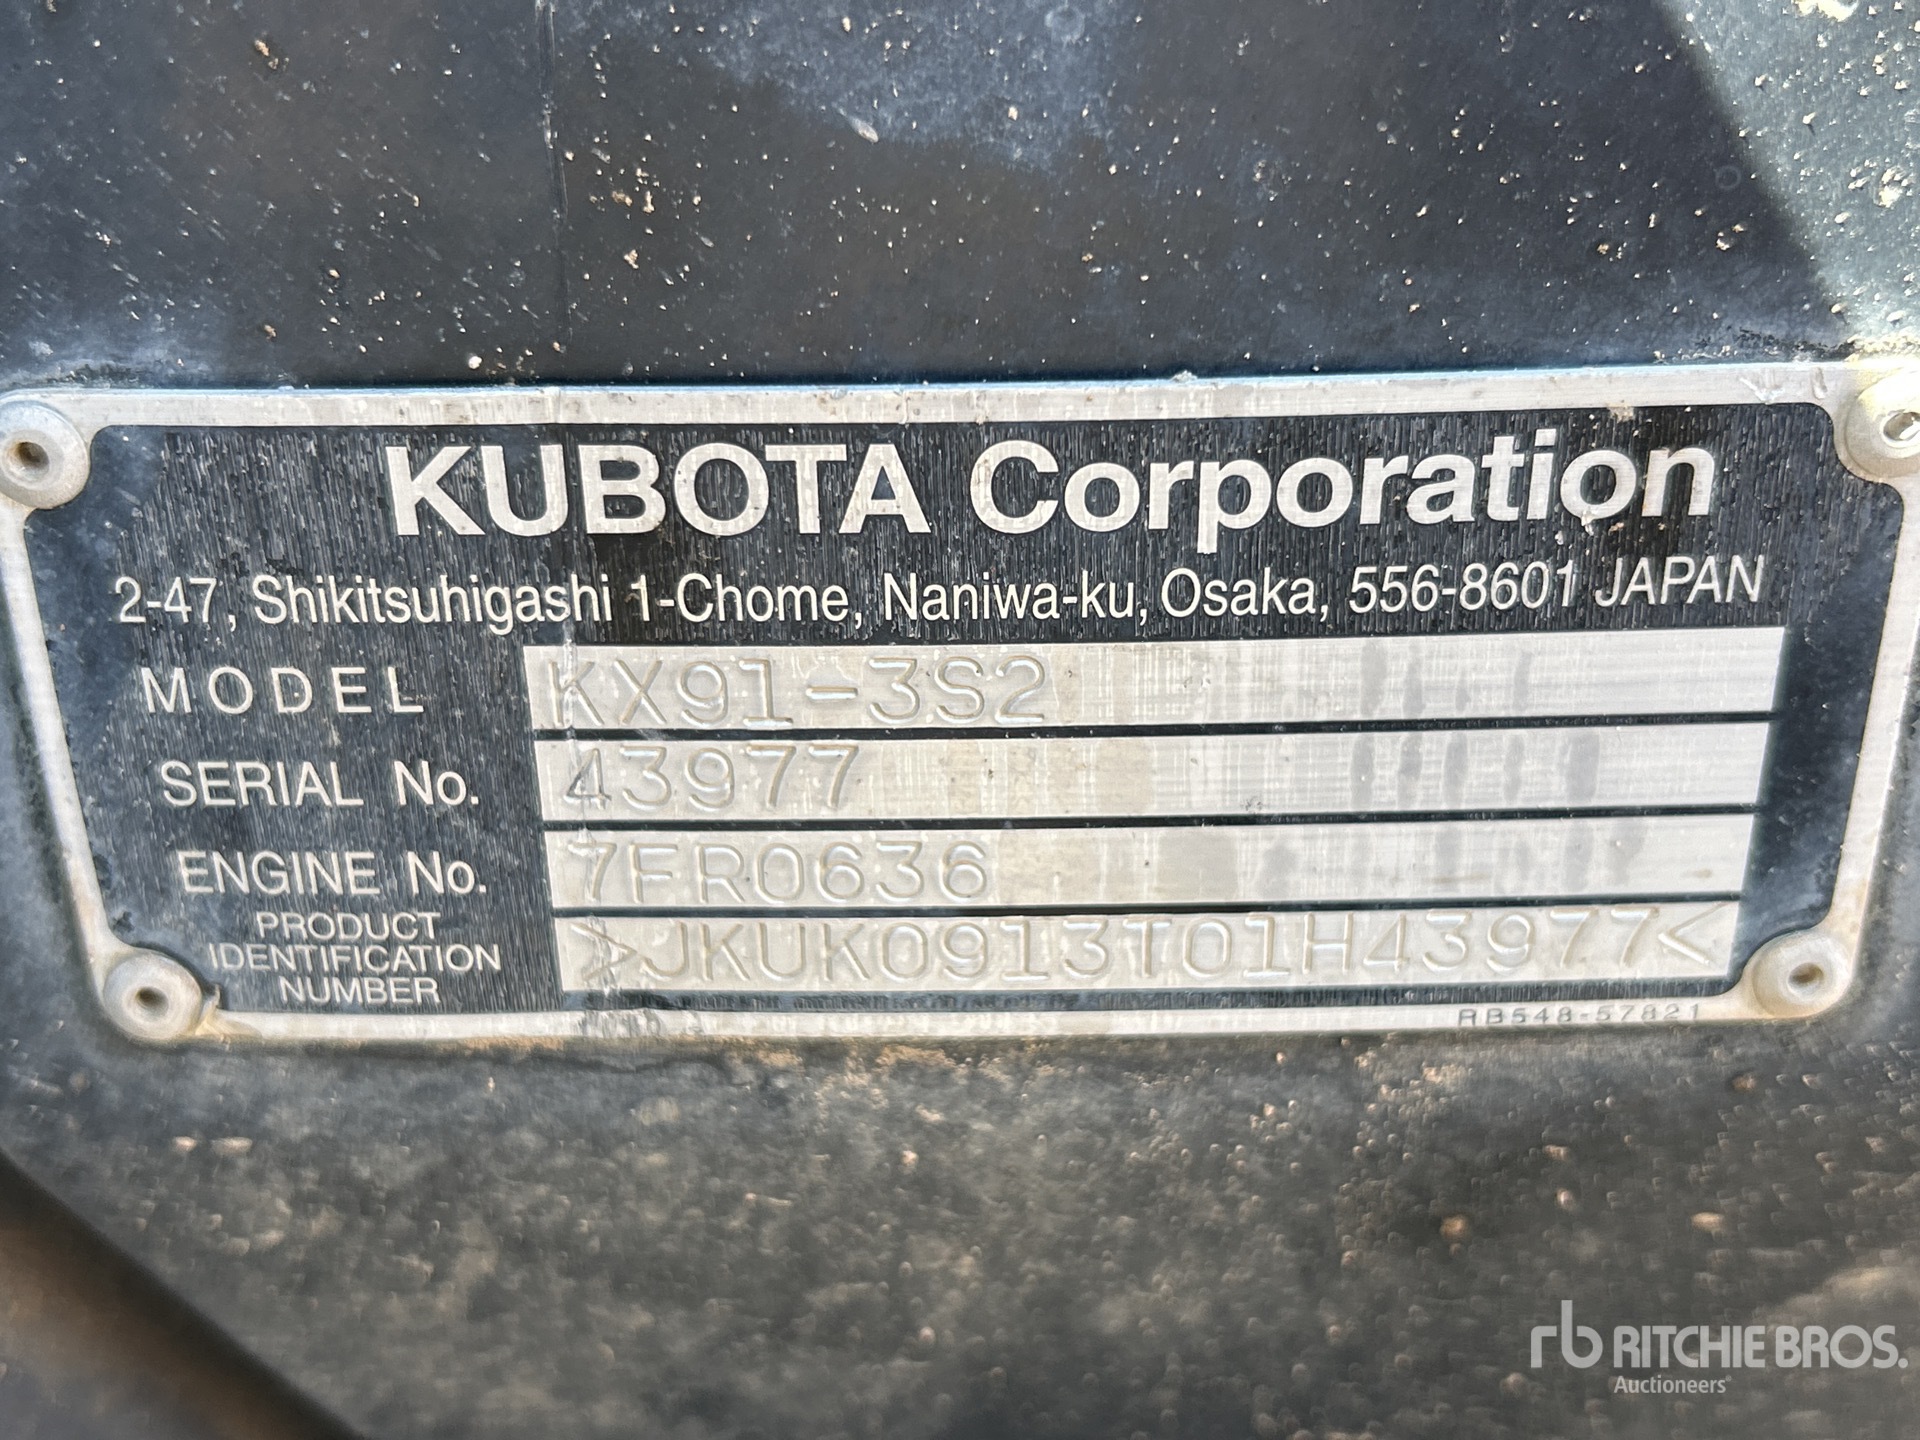 KUBOTA Corporation
2-47, Shikitsuhigashi 1-Chome, Naniwa-ku, Osaka, 556-8601 JAPAN
MODEL KX91-3S2
SERIAL No. 43977
ENGINE No. 7FR0636
PRODUCT
IDENTIFICATION
NUMBER
>JKUK0913T01H43977<
RB548-57821
rb RITCHIE BROS.
Auctioneers